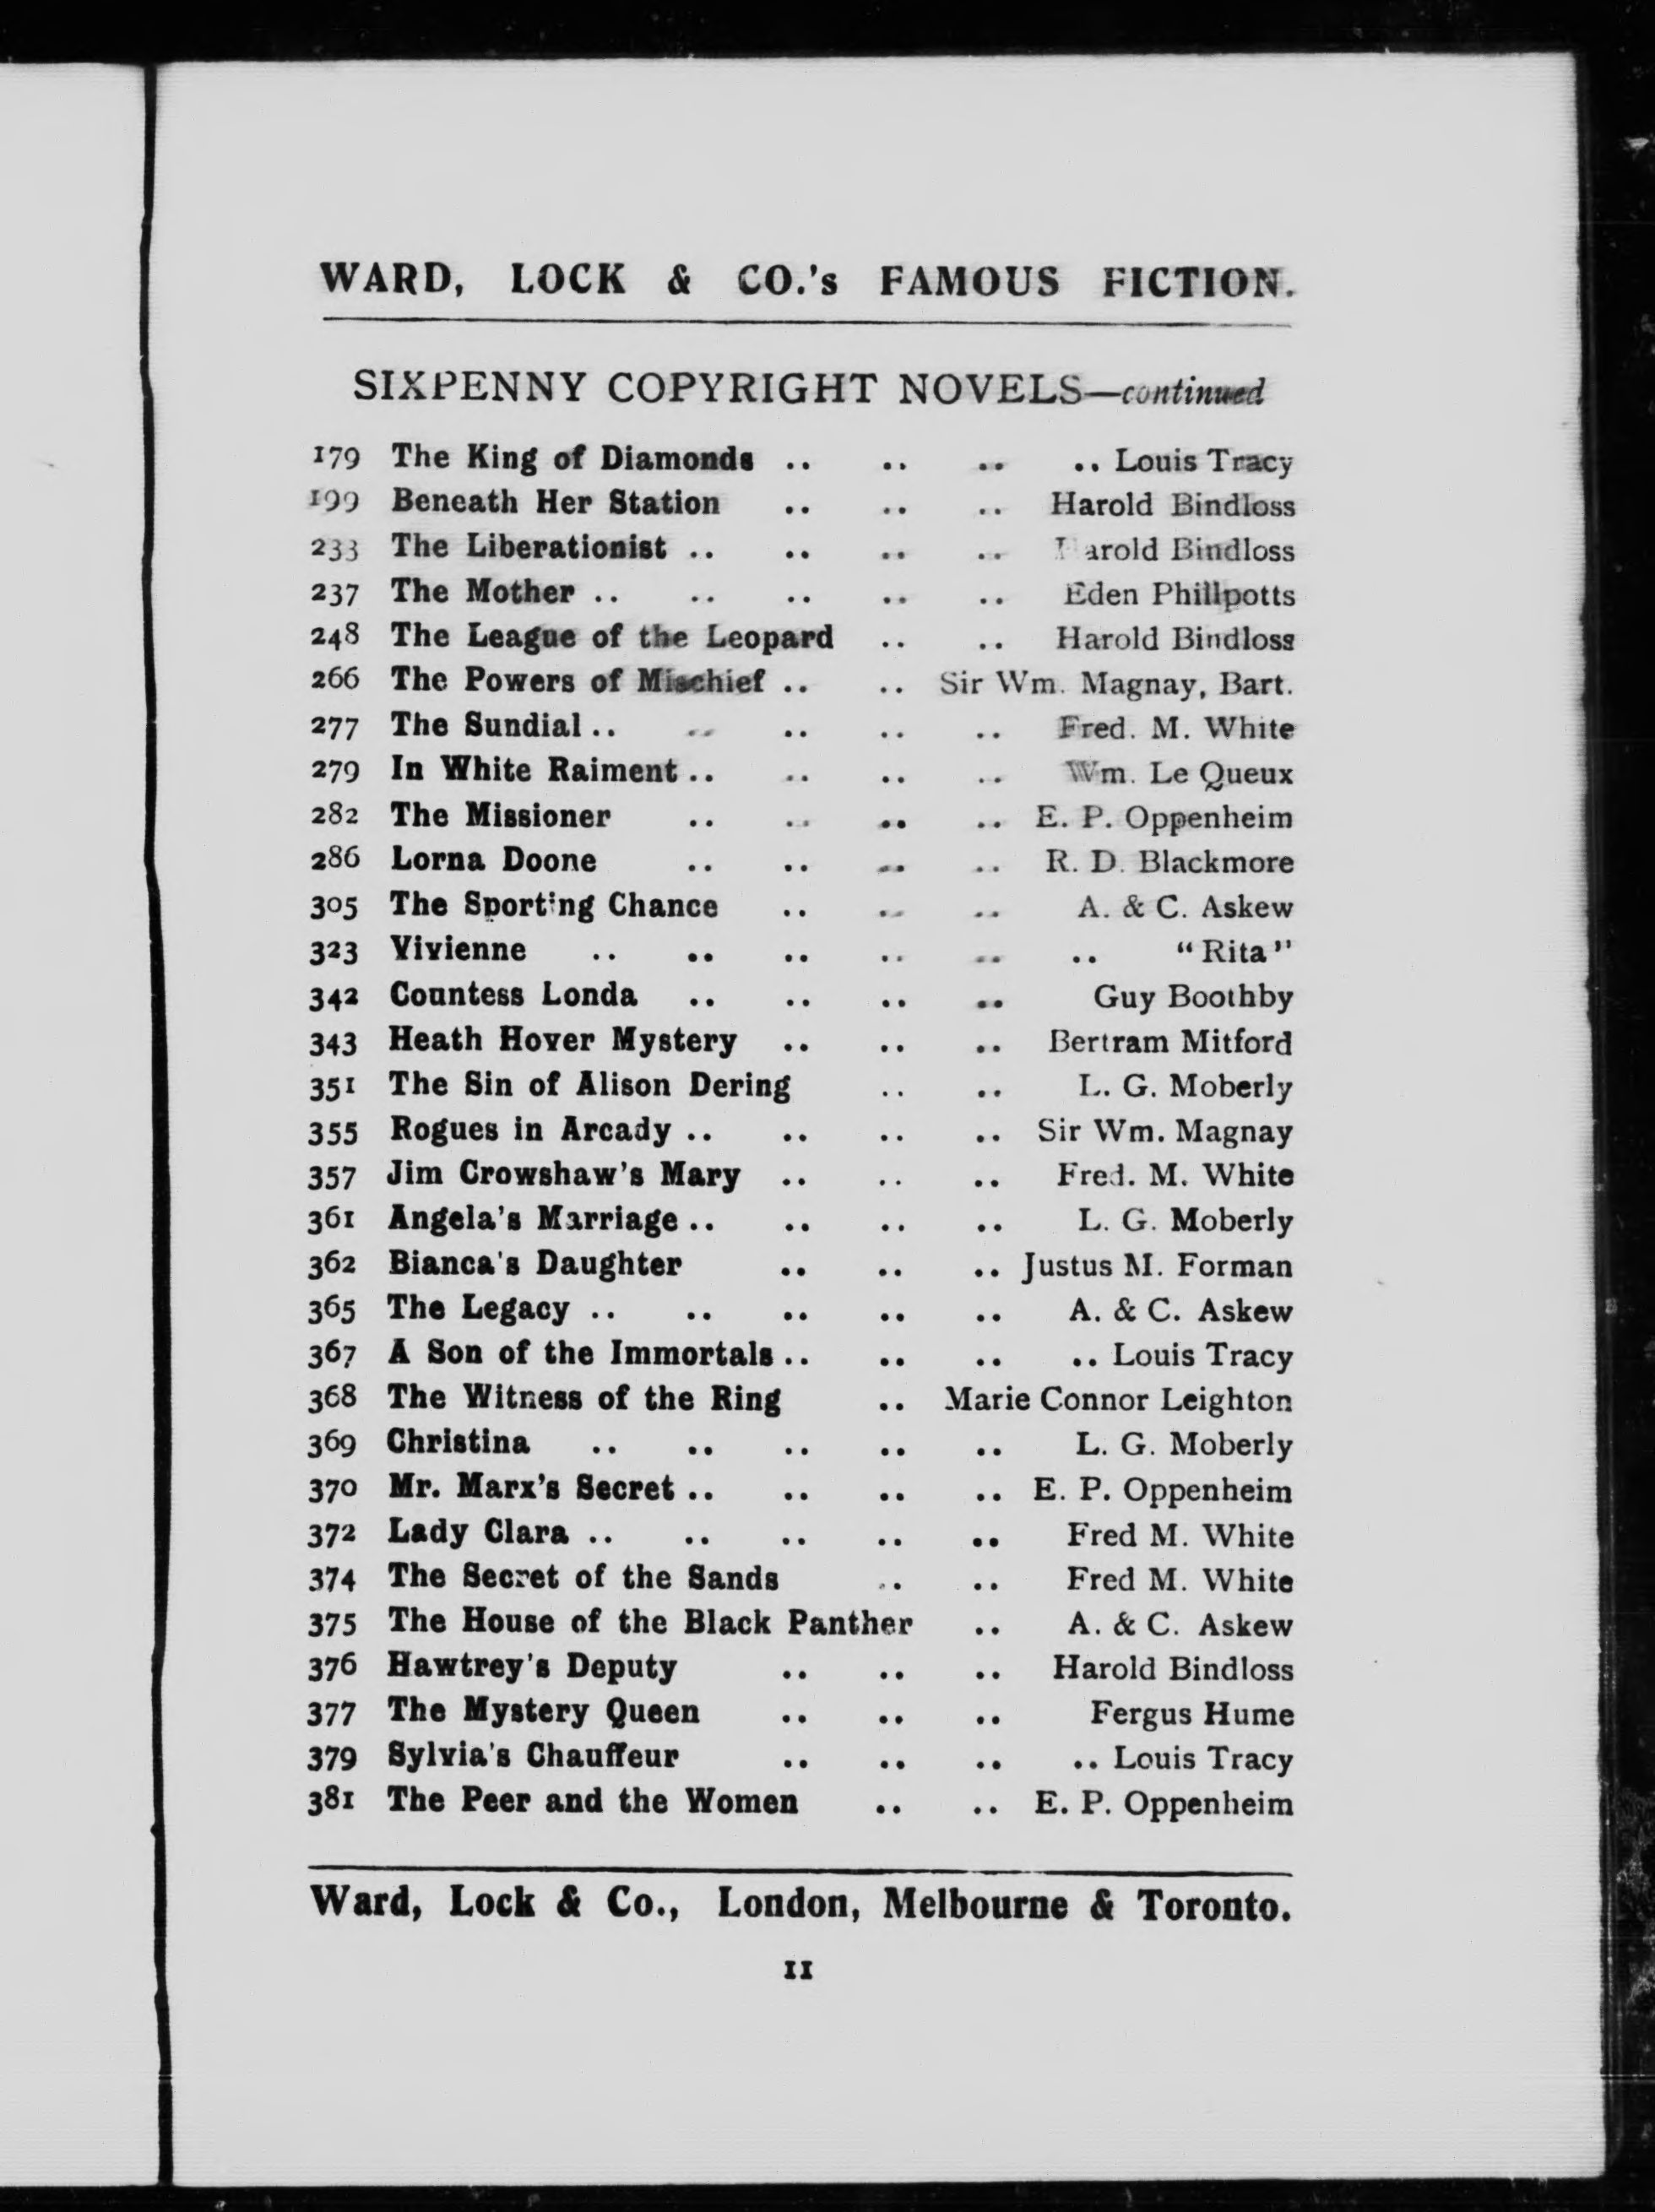 WARD, LOCK & CO.'s FAMOUS FICTION.
SIXPENNY COPYRIGHT NOVELS—continued
179 The King of Diamonds .. .. .. .. Louis Tracy
199 Beneath Her Station .. .. .. Harold Bindloss
233 The Liberationist .. .. .. .. Harold Bindloss
237 The Mother .. .. .. .. .. Eden Phillpotts
248 The League of the Leopard .. .. Harold Bindloss
266 The Powers of Mischief .. .. Sir Wm. Magnay, Bart.
277 The Sundial .. .. .. .. .. Fred. M. White
279 In White Raiment .. .. .. .. Wm. Le Queux
282 The Missioner .. .. .. .. E. P. Oppenheim
286 Lorna Doone .. .. .. .. R. D. Blackmore
305 The Sporting Chance .. .. .. A. & C. Askew
323 Vivienne .. .. .. .. .. .. "Rita"
342 Countess Londa .. .. .. .. Guy Boothby
343 Heath Hover Mystery .. .. .. Bertram Mitford
351 The Sin of Alison Dering .. .. L. G. Moberly
355 Rogues in Arcady .. .. .. .. Sir Wm. Magnay
357 Jim Crowshaw's Mary .. .. .. Fred. M. White
361 Angela's Marriage .. .. .. .. L. G. Moberly
362 Bianca's Daughter .. .. .. Justus M. Forman
365 The Legacy .. .. .. .. .. A. & C. Askew
367 A Son of the Immortals .. .. .. .. Louis Tracy
368 The Witness of the Ring .. Marie Connor Leighton
369 Christina .. .. .. .. .. L. G. Moberly
370 Mr. Marx's Secret .. .. .. .. E. P. Oppenheim
372 Lady Clara .. .. .. .. .. Fred M. White
374 The Secret of the Sands .. .. Fred M. White
375 The House of the Black Panther .. A. & C. Askew
376 Hawtrey's Deputy .. .. .. Harold Bindloss
377 The Mystery Queen .. .. .. Fergus Hume
379 Sylvia's Chauffeur .. .. .. .. Louis Tracy
381 The Peer and the Women .. .. E. P. Oppenheim
Ward, Lock & Co., London, Melbourne & Toronto.
11